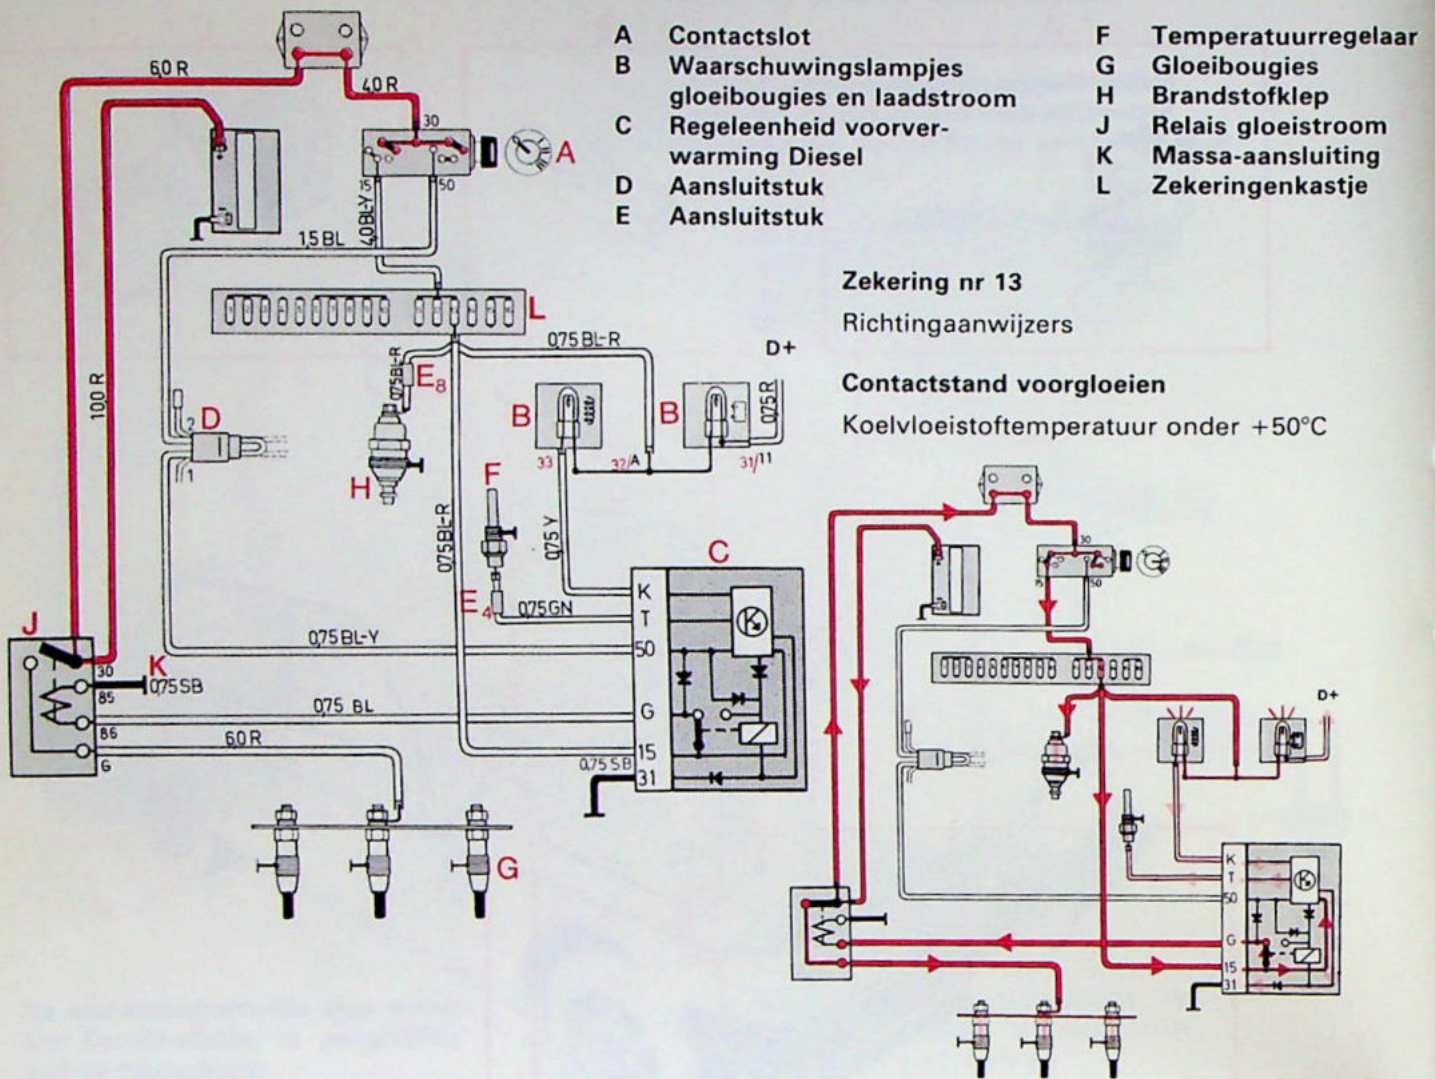 A Contactslot
B Waarschuwingslampjes
gloeibougies en laadstroom
C Regeleenheid voorver-
warming Diesel
D Aansluitstuk
E Aansluitstuk
F Temperatuurregelaar
G Gloeibougies
H Brandstofklep
J Relais gloeistroom
K Massa-aansluiting
L Zekeringenkastje
Zekering nr 13
Richtingaanwijzers
Contactstand voorgloeien
Koelvloeistoftemperatuur onder +50°C
6,0 R
4,0 R
30
A
15
50
4,0 BL-Y
1,5 BL
L
100 R
0,75 BL-R
0,75 BL-R
E8
D+
0,75 R
D
2
1
B
B
H
33
32/A
31/11
F
0,75 BL-R
0,75 Y
C
E4
0,75 GN
K
T
50
G
15
31
0,75 BL-Y
J
30
K
0,75 SB
85
0,75 BL
86
6,0 R
G
0,75 SB
G
30
15
50
D+
K
T
50
G
15
31